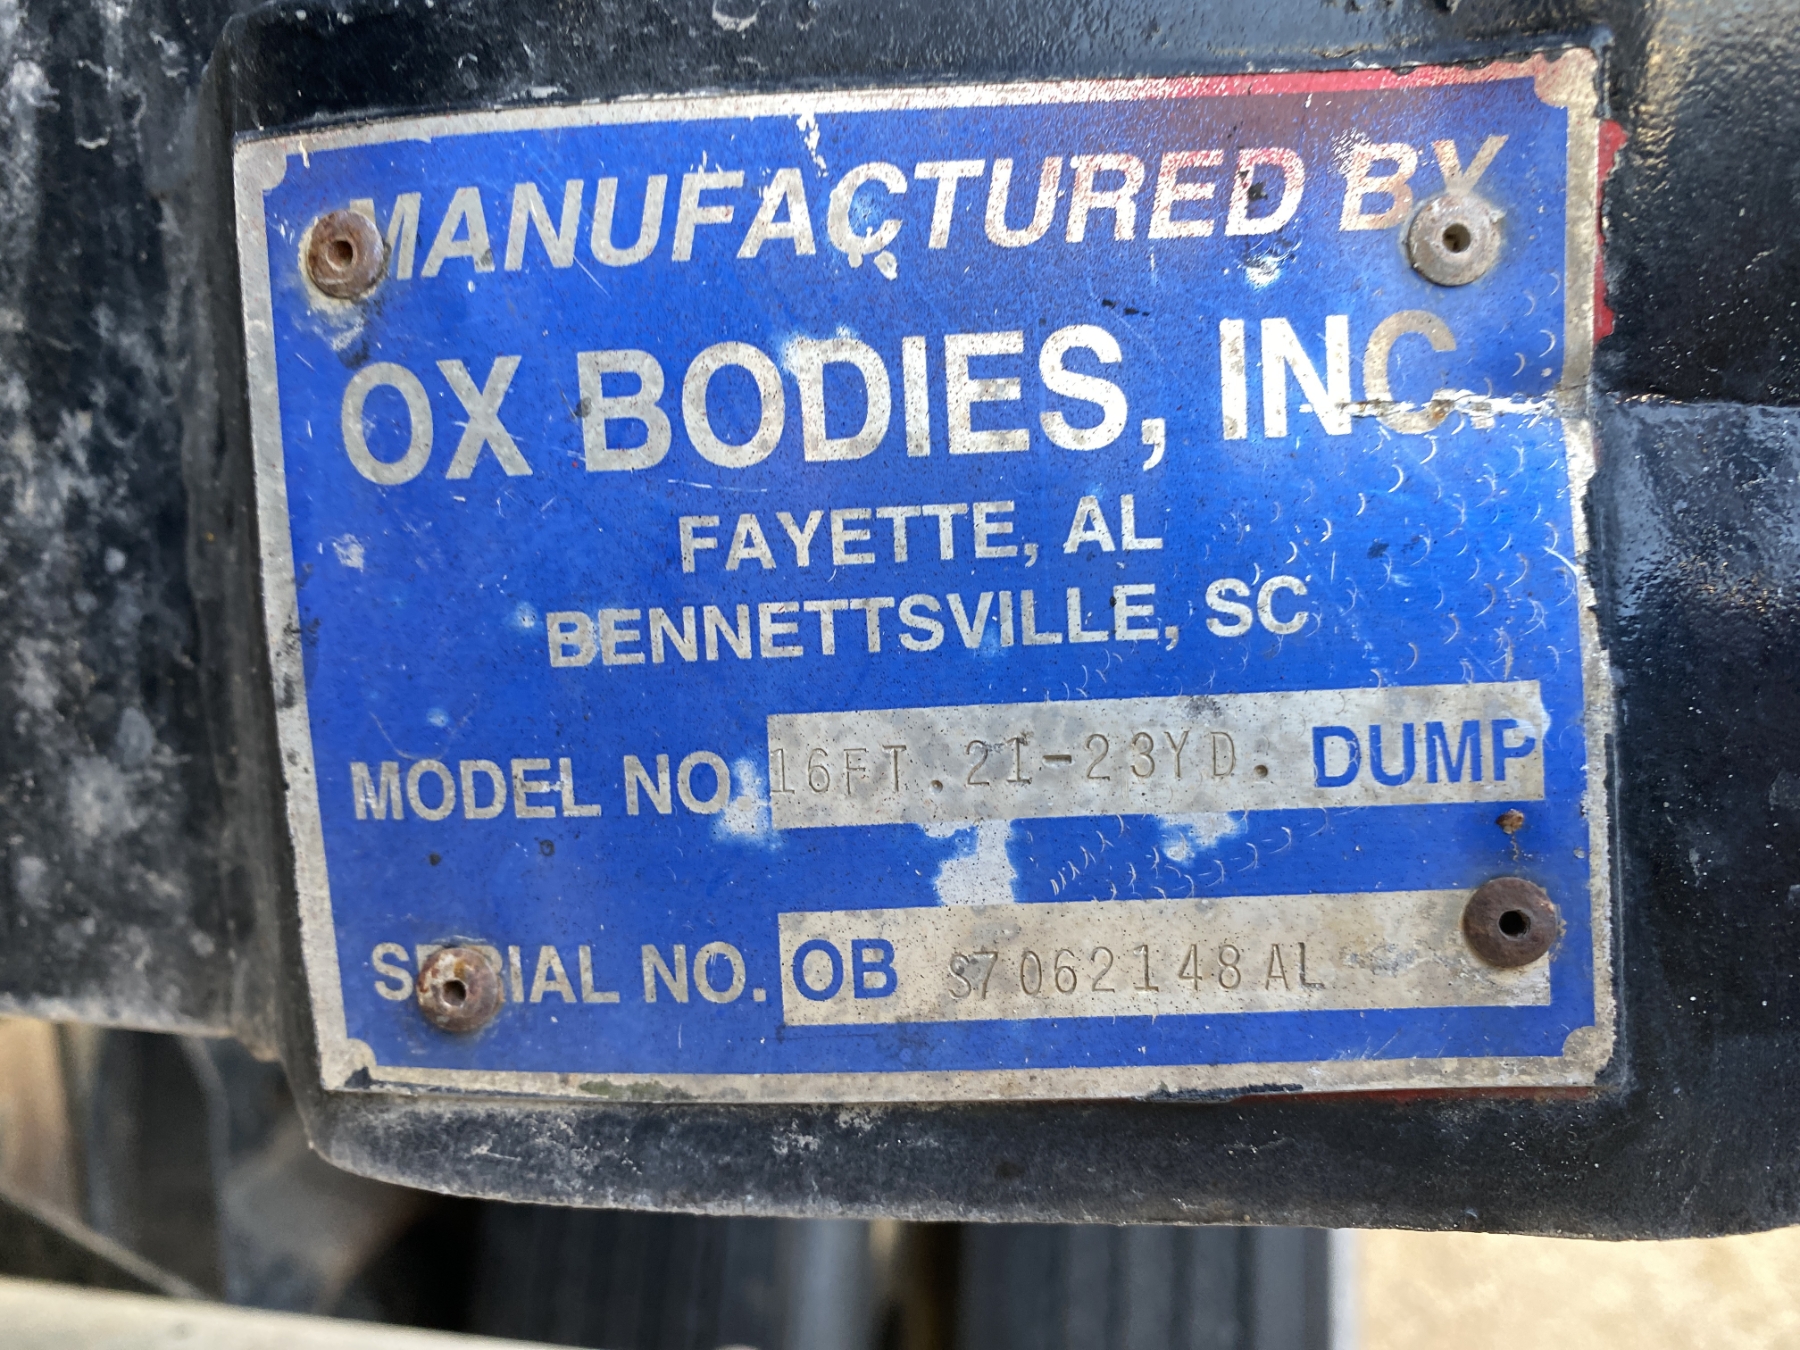 MANUFACTURED BY
OX BODIES, INC.
FAYETTE, AL
BENNETTSVILLE, SC
MODEL NO. 16FT.21-23YD. DUMP
SERIAL NO. OB S7062148AL